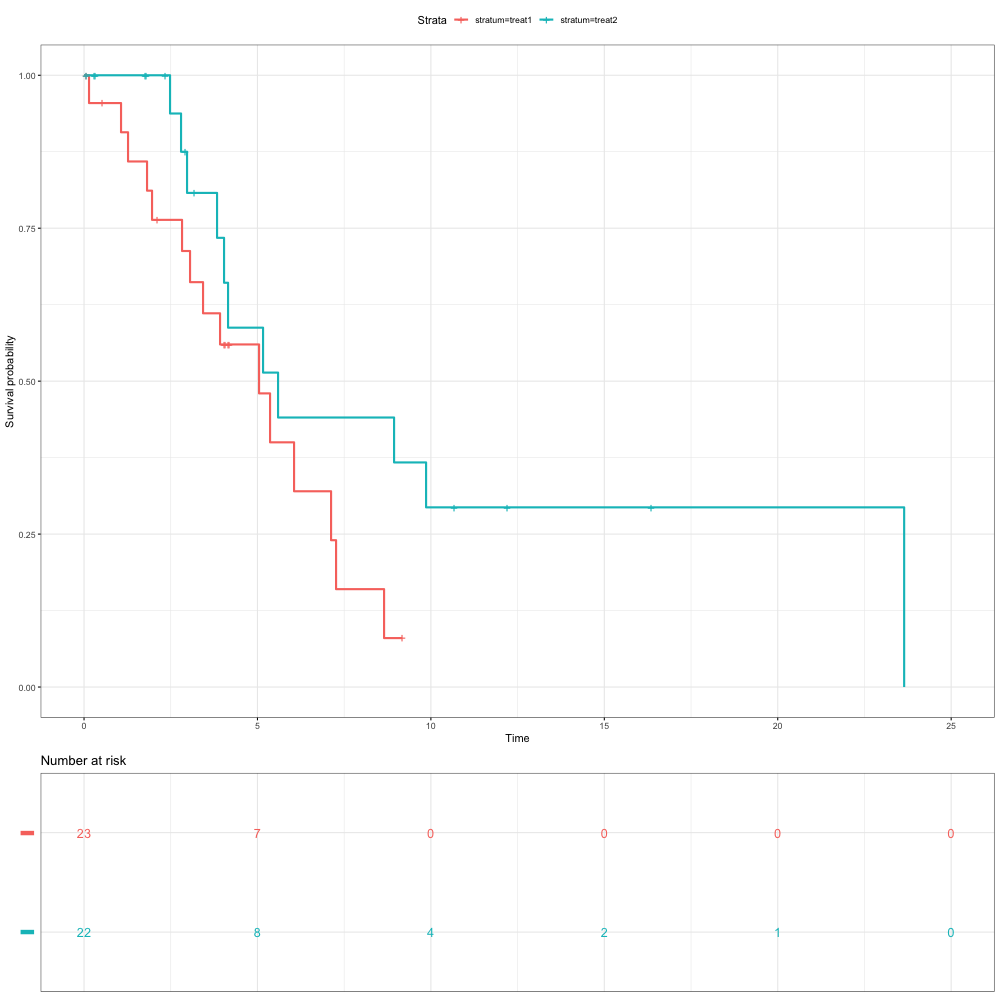 Strata stratum=treat1 stratum=treat2
1.00
0.75
0.50
0.25
0.00
Survival probability
0 5 10 15 20 25
Time
Number at risk
23 7 0 0 0 0
22 8 4 2 1 0